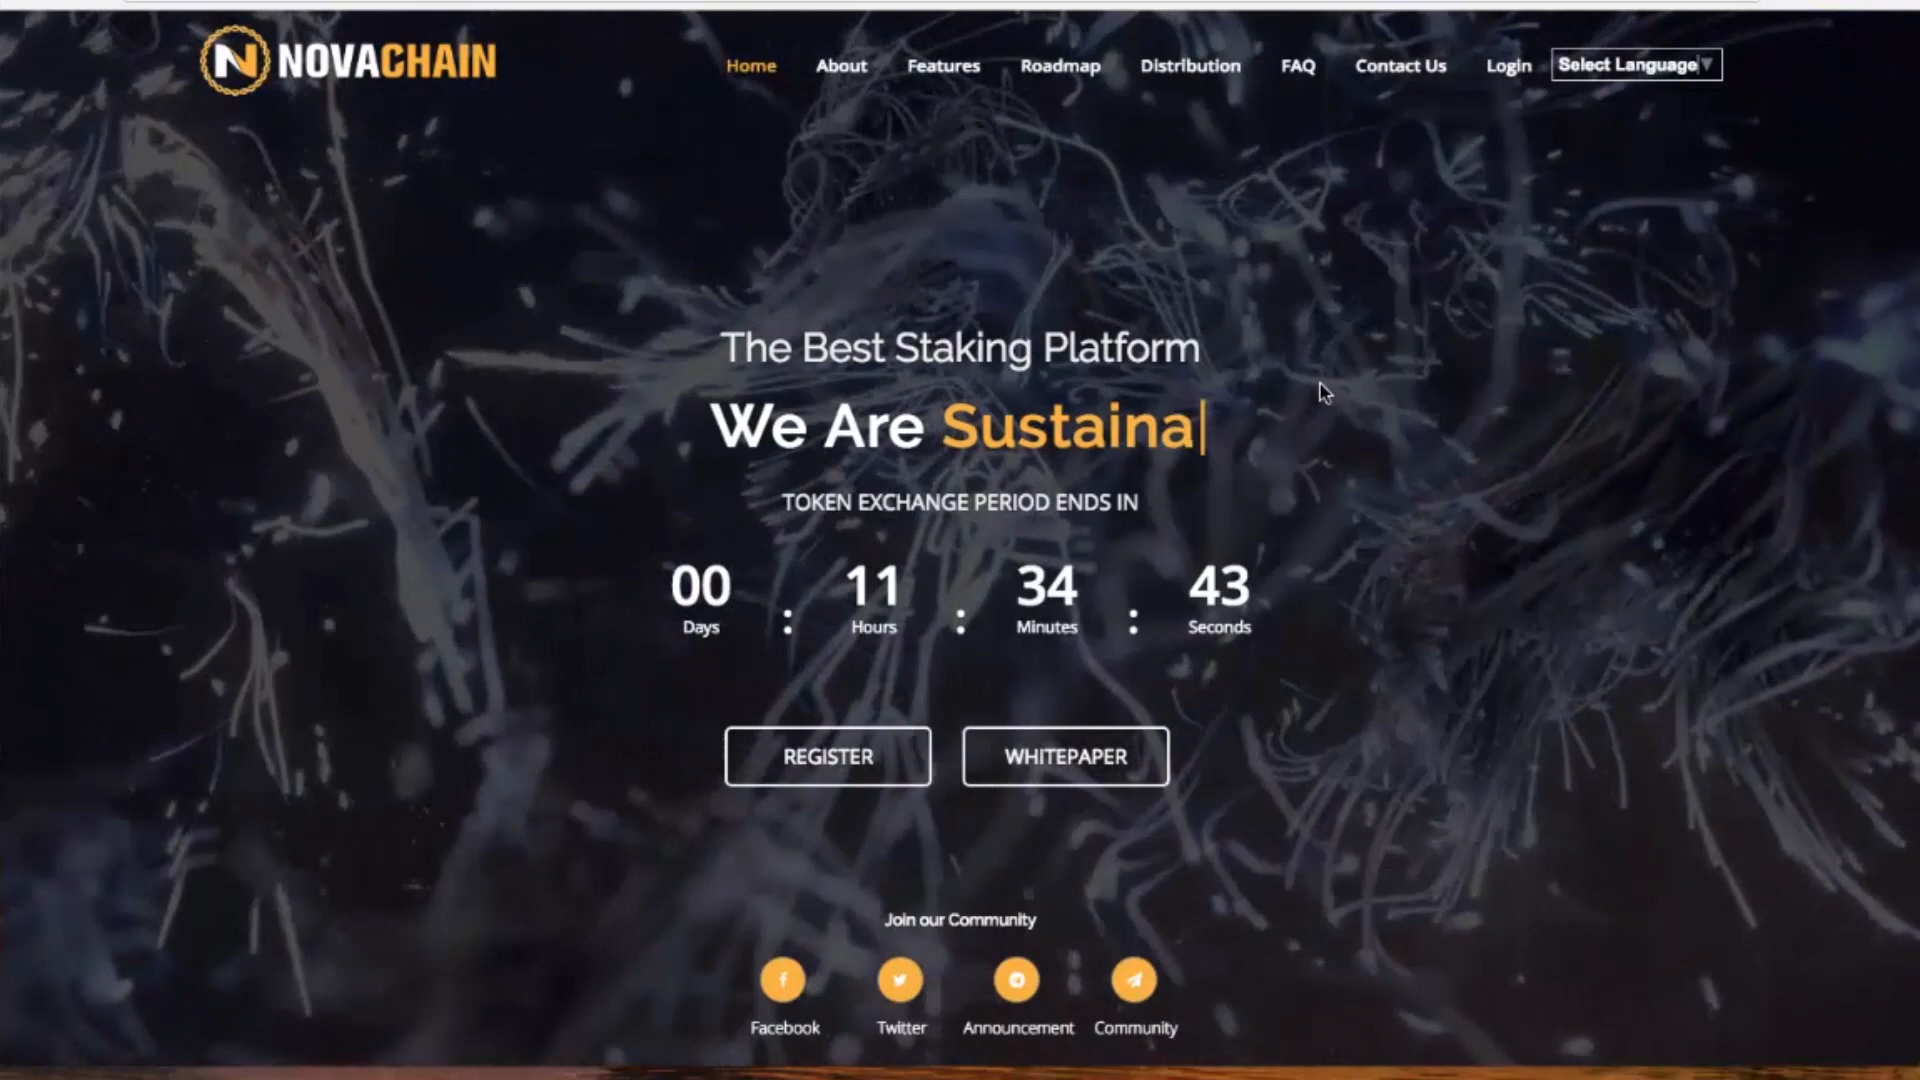 NOVACHAIN
Home About Features Roadmap Distribution FAQ Contact Us Login Select Language
The Best Staking Platform
We Are Sustaina
TOKEN EXCHANGE PERIOD ENDS IN
00 : 11 : 34 : 43
Days Hours Minutes Seconds
REGISTER WHITEPAPER
Join our Community
Facebook Twitter Announcement Community